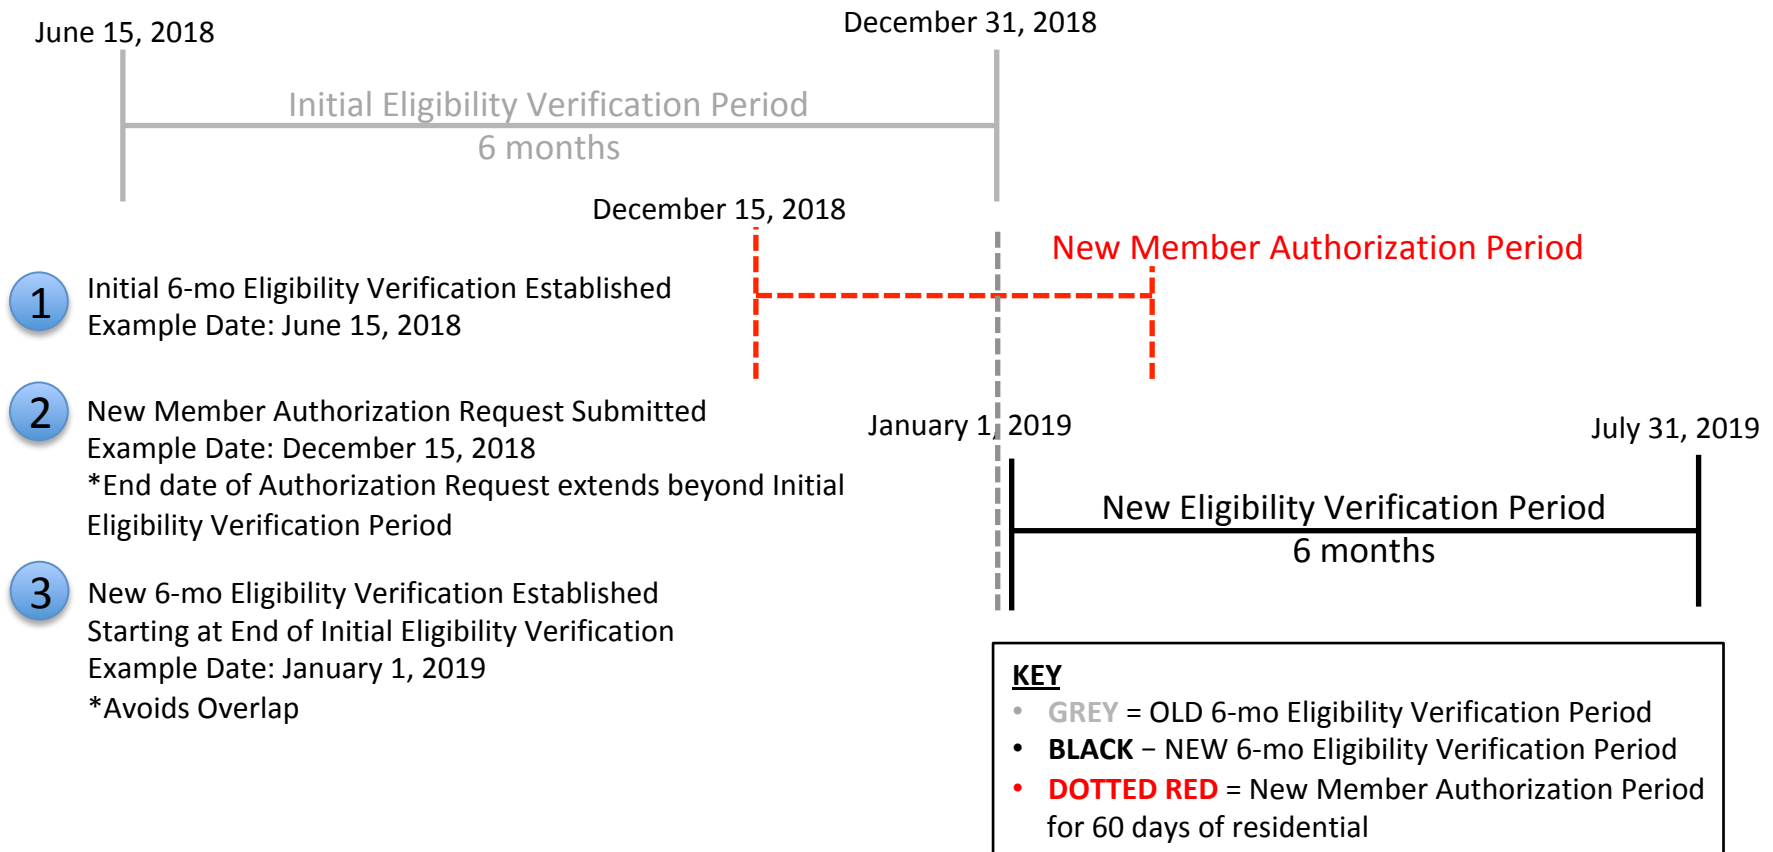 June 15, 2018
December 31, 2018
Initial Eligibility Verification Period
6 months
December 15, 2018
New Member Authorization Period
1
Initial 6-mo Eligibility Verification Established
Example Date: June 15, 2018
2
New Member Authorization Request Submitted
Example Date: December 15, 2018
*End date of Authorization Request extends beyond Initial
Eligibility Verification Period
January 1, 2019
July 31, 2019
New Eligibility Verification Period
6 months
3
New 6-mo Eligibility Verification Established
Starting at End of Initial Eligibility Verification
Example Date: January 1, 2019
*Avoids Overlap
KEY
• GREY = OLD 6-mo Eligibility Verification Period
• BLACK – NEW 6-mo Eligibility Verification Period
• DOTTED RED = New Member Authorization Period
for 60 days of residential